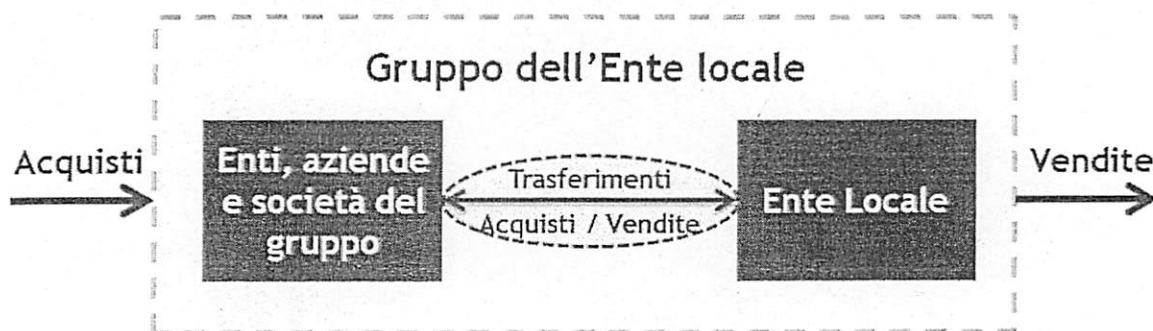 Gruppo dell'Ente locale
Acquisti
Enti, aziende
e società del
gruppo
Trasferimenti
Acquisti / Vendite
Ente Locale
Vendite